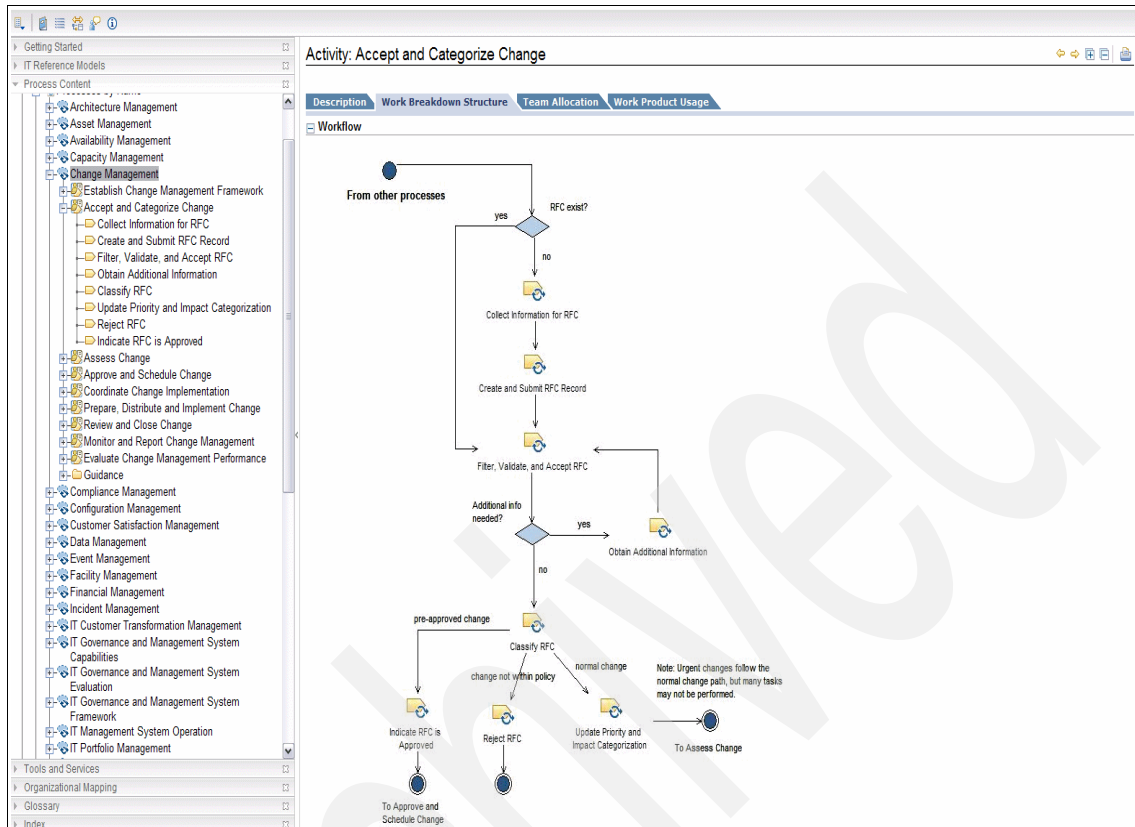 Getting Started
IT Reference Models
Process Content
Architecture Management
Asset Management
Availability Management
Capacity Management
Change Management
Establish Change Management Framework
Accept and Categorize Change
Collect Information for RFC
Create and Submit RFC Record
Filter, Validate, and Accept RFC
Obtain Additional Information
Classify RFC
Update Priority and Impact Categorization
Reject RFC
Indicate RFC is Approved
Assess Change
Approve and Schedule Change
Coordinate Change Implementation
Prepare, Distribute and Implement Change
Review and Close Change
Monitor and Report Change Management
Evaluate Change Management Performance
Guidance
Compliance Management
Configuration Management
Customer Satisfaction Management
Data Management
Event Management
Facility Management
Financial Management
Incident Management
IT Customer Transformation Management
IT Governance and Management System
Capabilities
IT Governance and Management System
Evaluation
IT Governance and Management System
Framework
IT Management System Operation
IT Portfolio Management
Tools and Services
Organizational Mapping
Glossary
Index
Activity: Accept and Categorize Change
Description
Work Breakdown Structure
Team Allocation
Work Product Usage
Workflow
From other processes
RFC exist?
yes
no
Collect Information for RFC
Create and Submit RFC Record
Filter, Validate, and Accept RFC
Additional info
needed?
yes
Obtain Additional Information
no
pre-approved change
Classify RFC
change not within policy
normal change
Note: Urgent changes follow the
normal change path, but many tasks
may not be performed.
Indicate RFC is
Approved
Reject RFC
Update Priority and
Impact Categorization
To Assess Change
To Approve and
Schedule Change